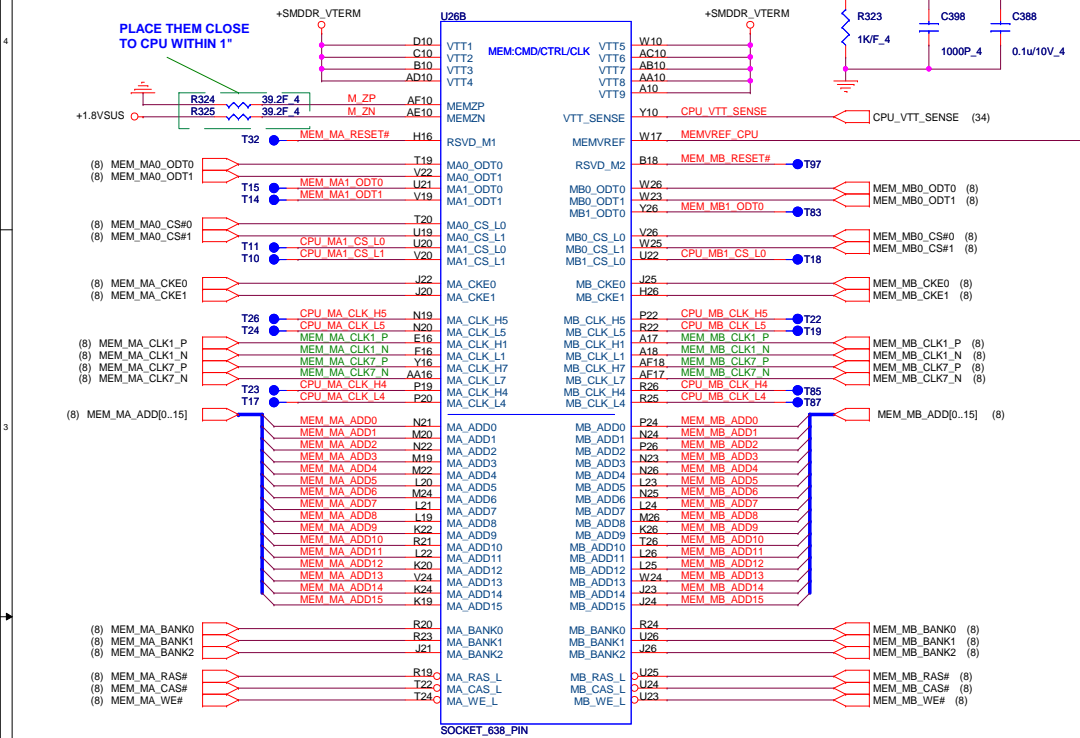 +SMDDR_VTERM U26B +SMDDR_VTERM
PLACE THEM CLOSE
TO CPU WITHIN 1"
R323
1K/F_4
C398
1000P_4
C388
0.1u/10V_4
4
MEM:CMD/CTRL/CLK
D10 VTT1 VTT5 W10
C10 VTT2 VTT6 AC10
B10 VTT3 VTT7 AB10
AD10 VTT4 VTT8 AA10
VTT9 A10
R324 39.2F_4 M_ZP AF10 MEMZP
+1.8VSUS R325 39.2F_4 M_ZN AE10 MEMZN
VTT_SENSE Y10 CPU_VTT_SENSE CPU_VTT_SENSE (34)
T32 MEM_MA_RESET# H16 RSVD_M1
MEMVREF W17 MEMVREF_CPU
RSVD_M2 B18 MEM_MB_RESET# T97
(8) MEM_MA0_ODT0 T19 MA0_ODT0
(8) MEM_MA0_ODT1 V22 MA0_ODT1
T15 MEM_MA1_ODT0 U21 MA1_ODT0
T14 MEM_MA1_ODT1 V19 MA1_ODT1
MB0_ODT0 W26 MEM_MB0_ODT0 (8)
MB0_ODT1 W23 MEM_MB0_ODT1 (8)
MB1_ODT0 Y26 MEM_MB1_ODT0 T83
(8) MEM_MA0_CS#0 T20 MA0_CS_L0
(8) MEM_MA0_CS#1 U19 MA0_CS_L1
T11 CPU_MA1_CS_L0 U20 MA1_CS_L0
T10 CPU_MA1_CS_L1 V20 MA1_CS_L1
MB0_CS_L0 V26 MEM_MB0_CS#0 (8)
MB0_CS_L1 W25 MEM_MB0_CS#1 (8)
MB1_CS_L0 U22 CPU_MB1_CS_L0 T18
(8) MEM_MA_CKE0 J22 MA_CKE0 MB_CKE0 J25 MEM_MB_CKE0 (8)
(8) MEM_MA_CKE1 J20 MA_CKE1 MB_CKE1 H26 MEM_MB_CKE1 (8)
T26 CPU_MA_CLK_H5 N19 MA_CLK_H5 MB_CLK_H5 P22 CPU_MB_CLK_H5 T22
T24 CPU_MA_CLK_L5 N20 MA_CLK_L5 MB_CLK_L5 R22 CPU_MB_CLK_L5 T19
(8) MEM_MA_CLK1_P MEM_MA_CLK1_P E16 MA_CLK_H1 MB_CLK_H1 A17 MEM_MB_CLK1_P MEM_MB_CLK1_P (8)
(8) MEM_MA_CLK1_N MEM_MA_CLK1_N F16 MA_CLK_L1 MB_CLK_L1 A18 MEM_MB_CLK1_N MEM_MB_CLK1_N (8)
(8) MEM_MA_CLK7_P MEM_MA_CLK7_P Y16 MA_CLK_H7 MB_CLK_H7 AF18 MEM_MB_CLK7_P MEM_MB_CLK7_P (8)
(8) MEM_MA_CLK7_N MEM_MA_CLK7_N AA16 MA_CLK_L7 MB_CLK_L7 AF17 MEM_MB_CLK7_N MEM_MB_CLK7_N (8)
T23 CPU_MA_CLK_H4 P19 MA_CLK_H4 MB_CLK_H4 R26 CPU_MB_CLK_H4 T85
T17 CPU_MA_CLK_L4 P20 MA_CLK_L4 MB_CLK_L4 R25 CPU_MB_CLK_L4 T87
(8) MEM_MA_ADD[0..15] MEM_MB_ADD[0..15] (8)
3
MEM_MA_ADD0 N21 MA_ADD0 MB_ADD0 P24 MEM_MB_ADD0
MEM_MA_ADD1 M20 MA_ADD1 MB_ADD1 N24 MEM_MB_ADD1
MEM_MA_ADD2 N22 MA_ADD2 MB_ADD2 P26 MEM_MB_ADD2
MEM_MA_ADD3 M19 MA_ADD3 MB_ADD3 N23 MEM_MB_ADD3
MEM_MA_ADD4 M22 MA_ADD4 MB_ADD4 N26 MEM_MB_ADD4
MEM_MA_ADD5 L20 MA_ADD5 MB_ADD5 L23 MEM_MB_ADD5
MEM_MA_ADD6 M24 MA_ADD6 MB_ADD6 N25 MEM_MB_ADD6
MEM_MA_ADD7 L21 MA_ADD7 MB_ADD7 L24 MEM_MB_ADD7
MEM_MA_ADD8 L19 MA_ADD8 MB_ADD8 M26 MEM_MB_ADD8
MEM_MA_ADD9 K22 MA_ADD9 MB_ADD9 K26 MEM_MB_ADD9
MEM_MA_ADD10 R21 MA_ADD10 MB_ADD10 T26 MEM_MB_ADD10
MEM_MA_ADD11 L22 MA_ADD11 MB_ADD11 L26 MEM_MB_ADD11
MEM_MA_ADD12 K20 MA_ADD12 MB_ADD12 L25 MEM_MB_ADD12
MEM_MA_ADD13 V24 MA_ADD13 MB_ADD13 W24 MEM_MB_ADD13
MEM_MA_ADD14 K24 MA_ADD14 MB_ADD14 J23 MEM_MB_ADD14
MEM_MA_ADD15 K19 MA_ADD15 MB_ADD15 J24 MEM_MB_ADD15
(8) MEM_MA_BANK0 R20 MA_BANK0 MB_BANK0 R24 MEM_MB_BANK0 (8)
(8) MEM_MA_BANK1 R23 MA_BANK1 MB_BANK1 U26 MEM_MB_BANK1 (8)
(8) MEM_MA_BANK2 J21 MA_BANK2 MB_BANK2 J26 MEM_MB_BANK2 (8)
(8) MEM_MA_RAS# R19 MA_RAS_L MB_RAS_L U25 MEM_MB_RAS# (8)
(8) MEM_MA_CAS# T22 MA_CAS_L MB_CAS_L U24 MEM_MB_CAS# (8)
(8) MEM_MA_WE# T24 MA_WE_L MB_WE_L U23 MEM_MB_WE# (8)
SOCKET_638_PIN